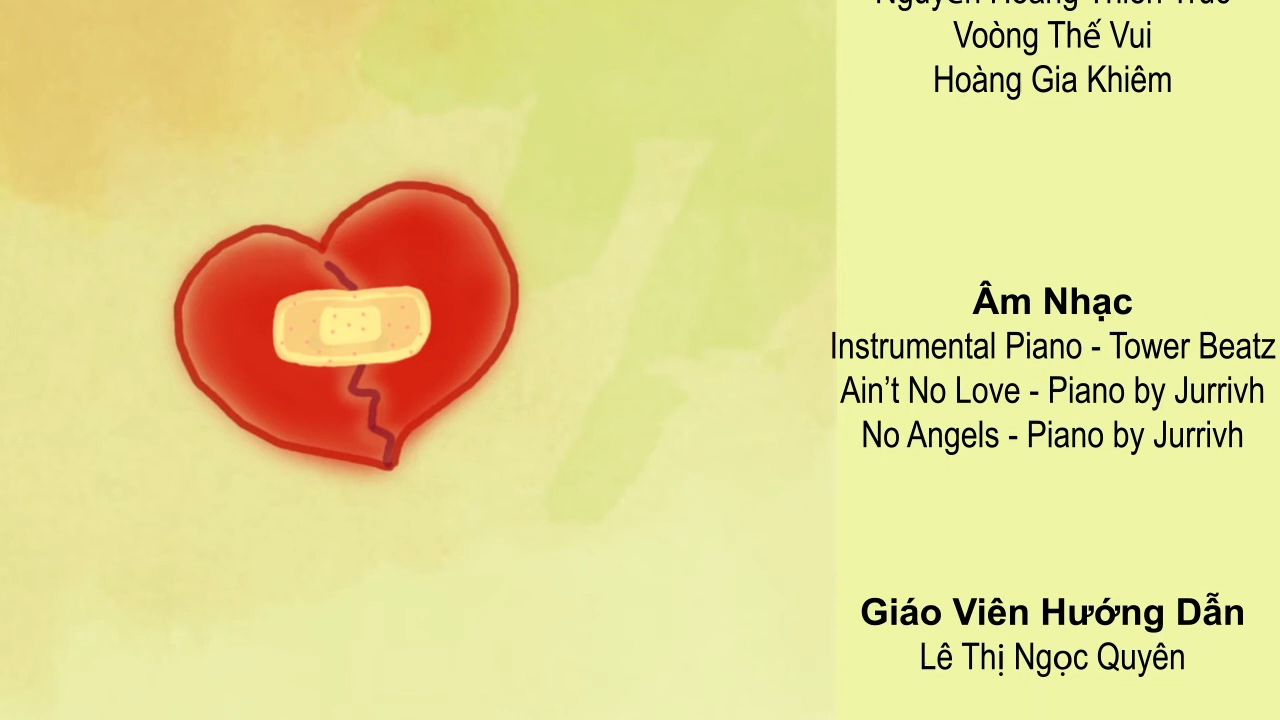 Hoàng
Voòng Thế Vui
Hoàng Gia Khiêm
Âm Nhạc
Instrumental Piano - Tower Beatz
Ain’t No Love - Piano by Jurrivh
No Angels - Piano by Jurrivh
Giáo Viên Hướng Dẫn
Lê Thị Ngọc Quyên